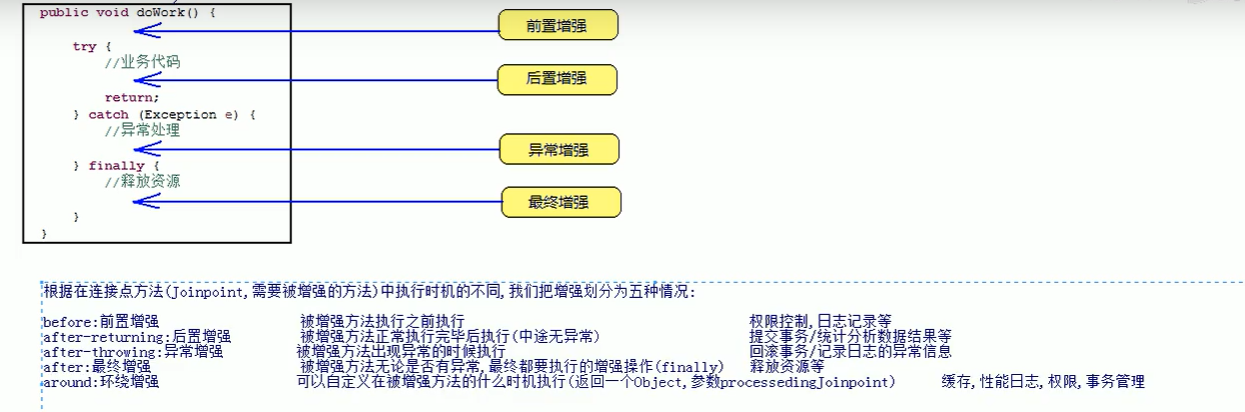 public void doWork() {
前置增强
try {
//业务代码
后置增强
return;
} catch (Exception e) {
//异常处理
异常增强
} finally {
//释放资源
最终增强
}
}
根据在连接点方法(Joinpoint,需要被增强的方法)中执行时机的不同,我们把增强划分为五种情况:
before:前置增强 被增强方法执行之前执行 权限控制,日志记录等
after-returning:后置增强 被增强方法正常执行完毕后执行(中途无异常) 提交事务/统计分析数据结果等
after-throwing:异常增强 被增强方法出现异常的时候执行 回滚事务/记录日志的异常信息
after:最终增强 被增强方法无论是否有异常,最终都要执行的增强操作(finally) 释放资源等
around:环绕增强 可以自定义在被增强方法的什么时机执行(返回一个Object,参数processedingJoinpoint) 缓存,性能日志,权限,事务管理